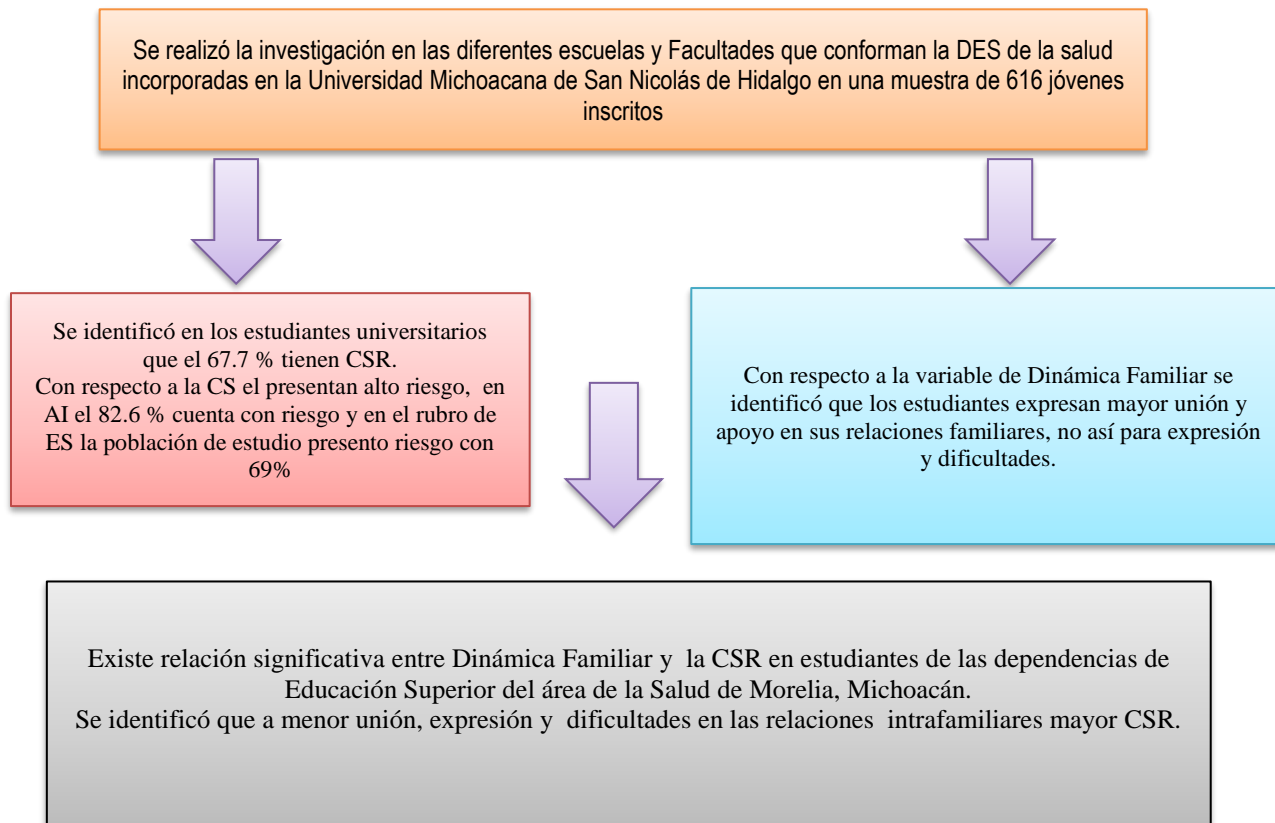 Se realizó la investigación en las diferentes escuelas y Facultades que conforman la DES de la salud
incorporadas en la Universidad Michoacana de San Nicolás de Hidalgo en una muestra de 616 jóvenes
inscritos
Se identificó en los estudiantes universitarios
que el 67.7 % tienen CSR.
Con respecto a la CS el presentan alto riesgo, en
AI el 82.6 % cuenta con riesgo y en el rubro de
ES la población de estudio presento riesgo con
69%
Con respecto a la variable de Dinámica Familiar se
identificó que los estudiantes expresan mayor unión y
apoyo en sus relaciones familiares, no así para expresión
y dificultades.
Existe relación significativa entre Dinámica Familiar y la CSR en estudiantes de las dependencias de
Educación Superior del área de la Salud de Morelia, Michoacán.
Se identificó que a menor unión, expresión y dificultades en las relaciones intrafamiliares mayor CSR.